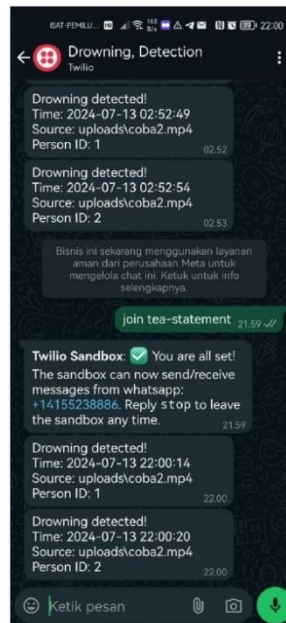 ISAT-PEMILU... 22:00
Drowning, Detection
Twilio
Drowning detected!
Time: 2024-07-13 02:52:49
Source: uploads\coba2.mp4
Person ID: 1
02.52
Drowning detected!
Time: 2024-07-13 02:52:54
Source: uploads\coba2.mp4
Person ID: 2
02.53
Bisnis ini sekarang menggunakan layanan
aman dari perusahaan Meta untuk
mengelola chat ini. Ketuk untuk info
selengkapnya.
join tea-statement 21.59
Twilio Sandbox: ✅ You are all set!
The sandbox can now send/receive
messages from whatsapp:
+14155238886. Reply stop to leave
the sandbox any time.
21.59
Drowning detected!
Time: 2024-07-13 22:00:14
Source: uploads\coba2.mp4
Person ID: 1
22.00
Drowning detected!
Time: 2024-07-13 22:00:20
Source: uploads\coba2.mp4
Person ID: 2
22.00
Ketik pesan